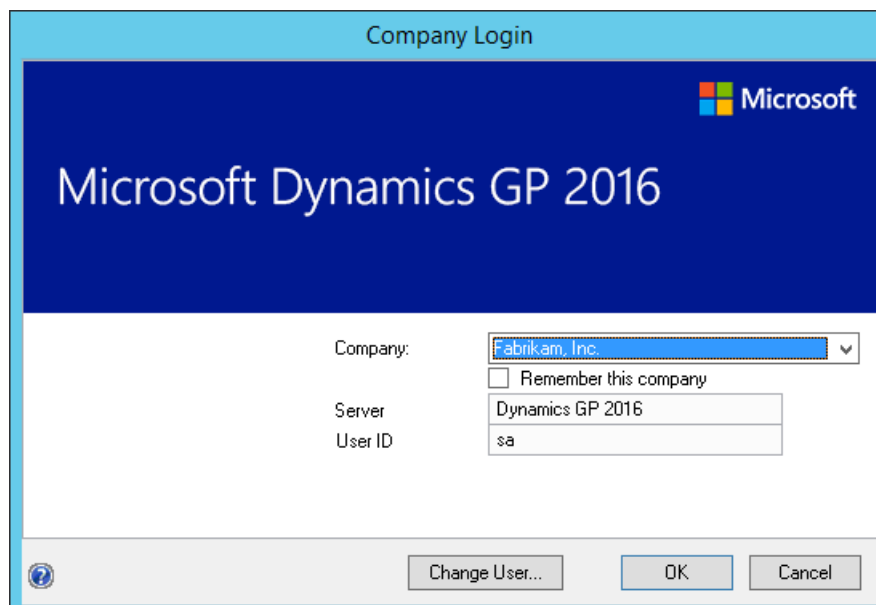 Company Login
Microsoft
Microsoft Dynamics GP 2016
Company: Fabrikam, Inc.
Remember this company
Server Dynamics GP 2016
User ID sa
? Change User... OK Cancel